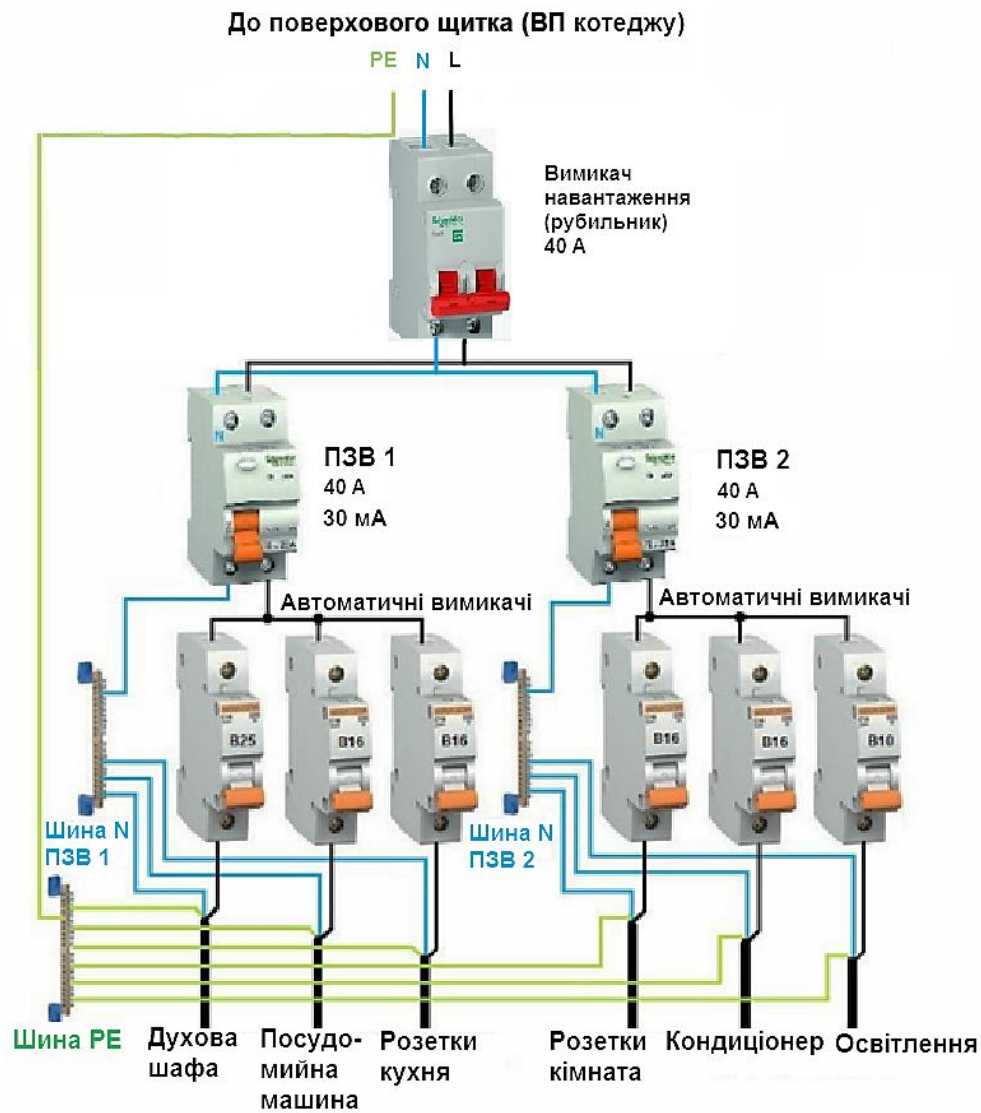 До поверхового щитка (ВП котеджу)
PE N L
Вимикач
навантаження
(рубильник)
40 А
Schneider
N
ПЗВ 1
40 А
30 мА
N
ПЗВ 2
40 А
30 мА
Автоматичні вимикачі
Автоматичні вимикачі
B25
B16
B16
B16
B16
B10
Шина N
ПЗВ 1
Шина N
ПЗВ 2
Шина PE
Духова
шафа
Посудо-
мийна
машина
Розетки
кухня
Розетки
кімната
Кондиціонер
Освітлення